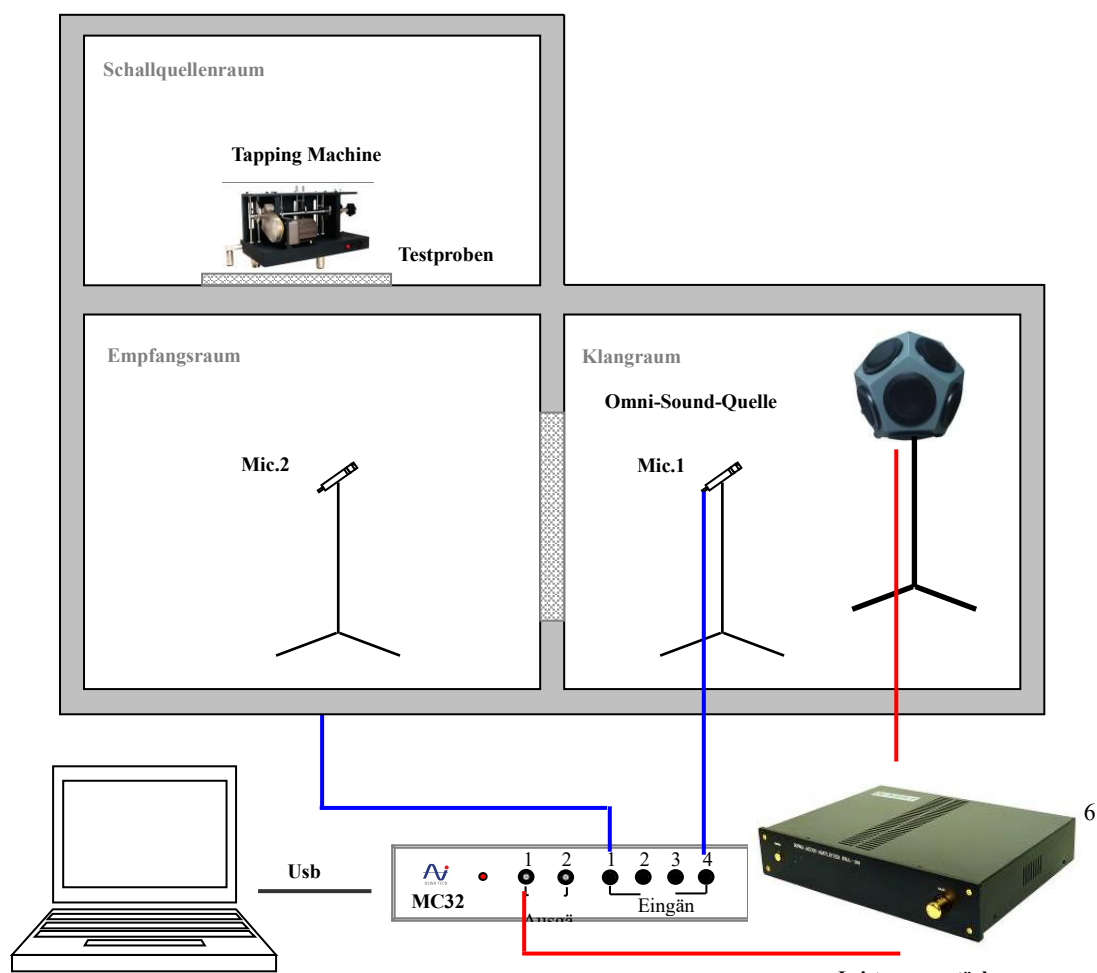 Schallquellenraum
Tapping Machine
Testproben
Empfangsraum
Klangraum
Omni-Sound-Quelle
Mic.2
Mic.1
6
Usb
MC32
1 2 1 2 3 4
Eingän